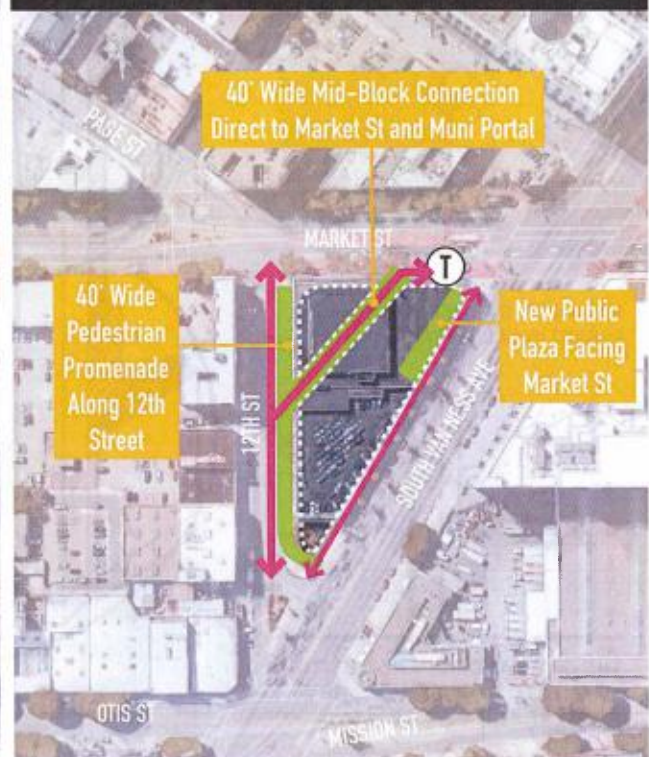 40' Wide Mid-Block Connection
Direct to Market St and Muni Portal
PAGE ST
MARKET ST
T
40' Wide
Pedestrian
Promenade
Along 12th
Street
New Public
Plaza Facing
Market St
12TH ST
SOUTH VAN NESS AVE
OTIS ST
MISSION ST